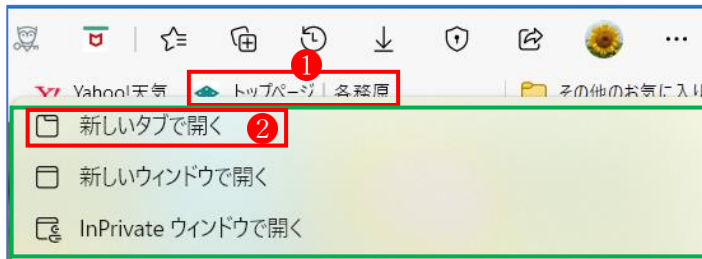 1
Yahoo!天気 トップページ | 各務原 その他のお気に入り
新しいタブで開く 2
新しいウィンドウで開く
InPrivate ウィンドウで開く